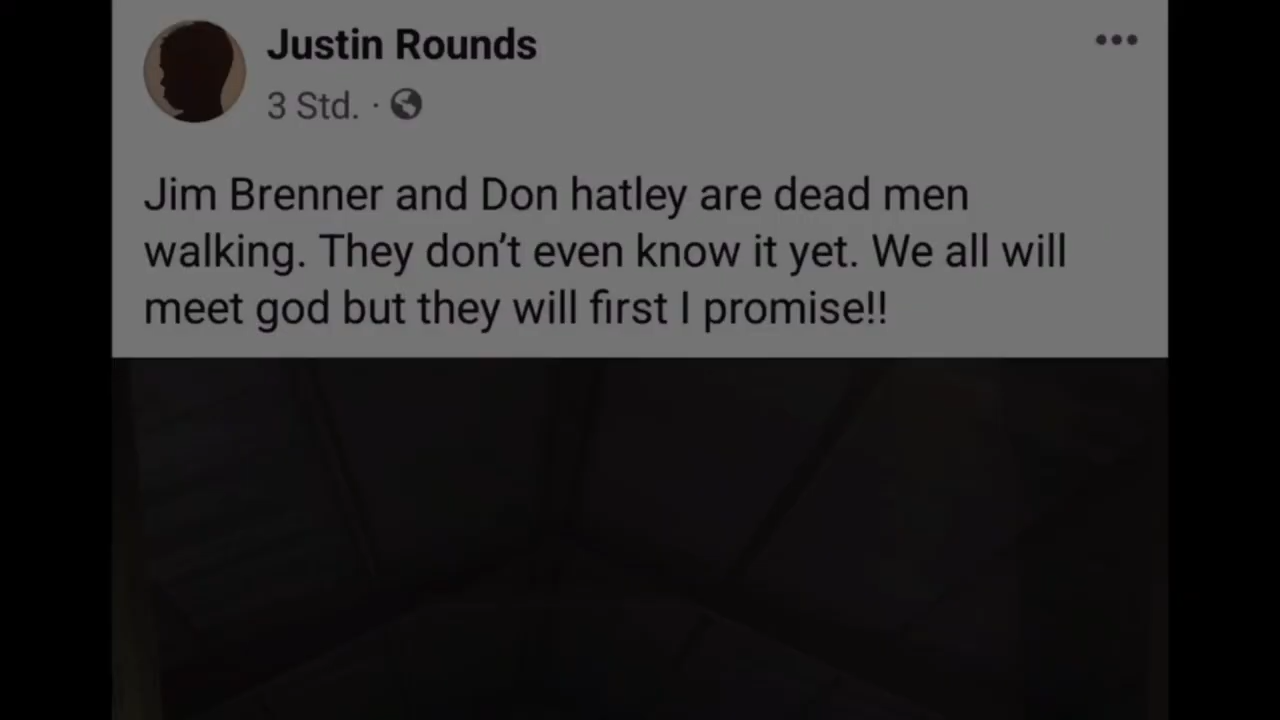 Justin Rounds
3 Std. ·
Jim Brenner and Don hatley are dead men
walking. They don't even know it yet. We all will
meet god but they will first I promise!!